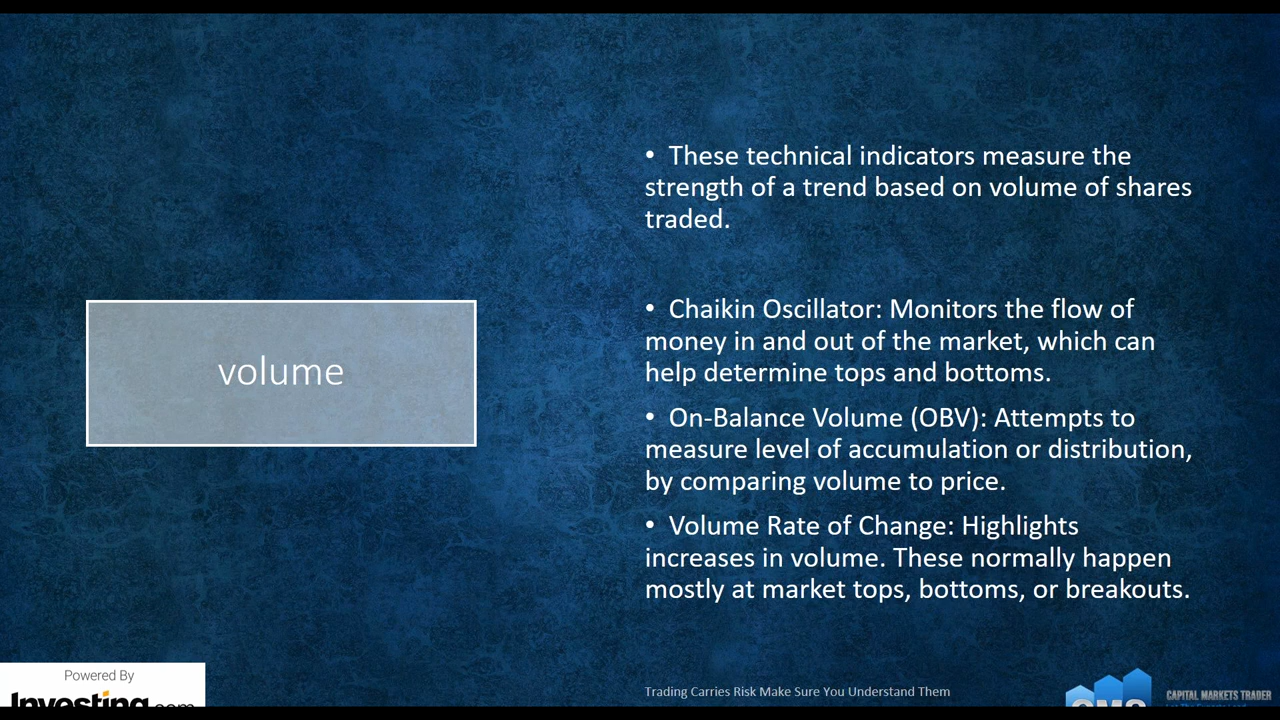 • These technical indicators measure the
strength of a trend based on volume of shares
traded.
volume
• Chaikin Oscillator: Monitors the flow of
money in and out of the market, which can
help determine tops and bottoms.
• On-Balance Volume (OBV): Attempts to
measure level of accumulation or distribution,
by comparing volume to price.
• Volume Rate of Change: Highlights
increases in volume. These normally happen
mostly at market tops, bottoms, or breakouts.
Powered By
Investing.com
Trading Carries Risk Make Sure You Understand Them
CAPITAL MARKETS TRADER